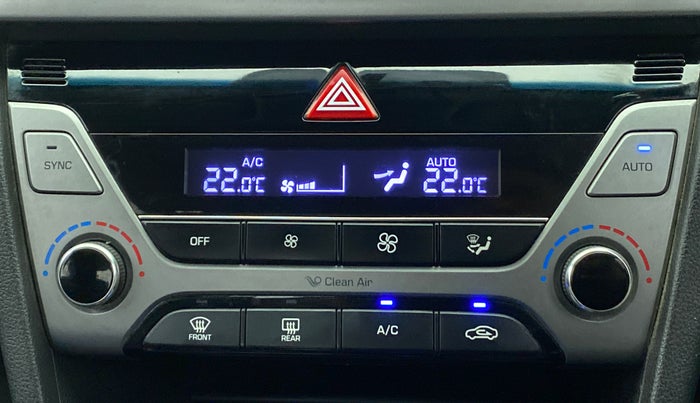 SYNC
A/C
AUTO
22.0°C
22.0°C
AUTO
OFF
Clean Air
FRONT
REAR
A/C